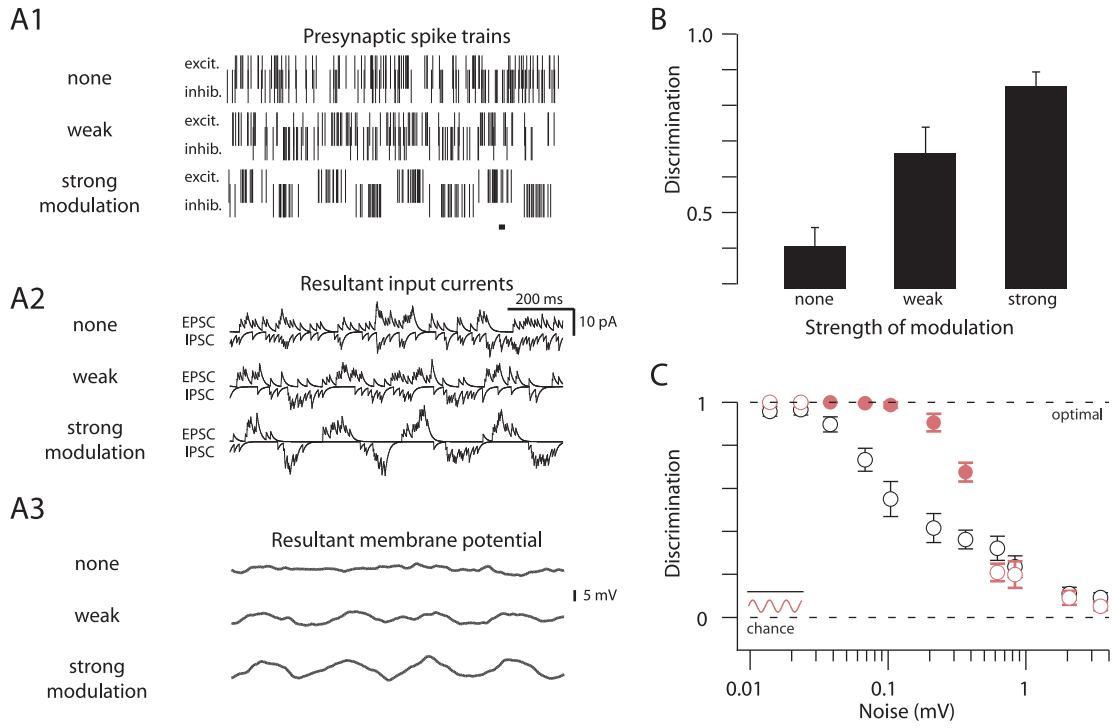 A1
Presynaptic spike trains
none
excit.
inhib.
weak
excit.
inhib.
strong
modulation
excit.
inhib.
A2
Resultant input currents
200 ms
10 pA
none
EPSC
IPSC
weak
EPSC
IPSC
strong
modulation
EPSC
IPSC
A3
Resultant membrane potential
none
5 mV
weak
strong
modulation
B
1.0
0.5
Discrimination
none
weak
strong
Strength of modulation
C
1
optimal
Discrimination
chance
0
0.01
0.1
1
Noise (mV)